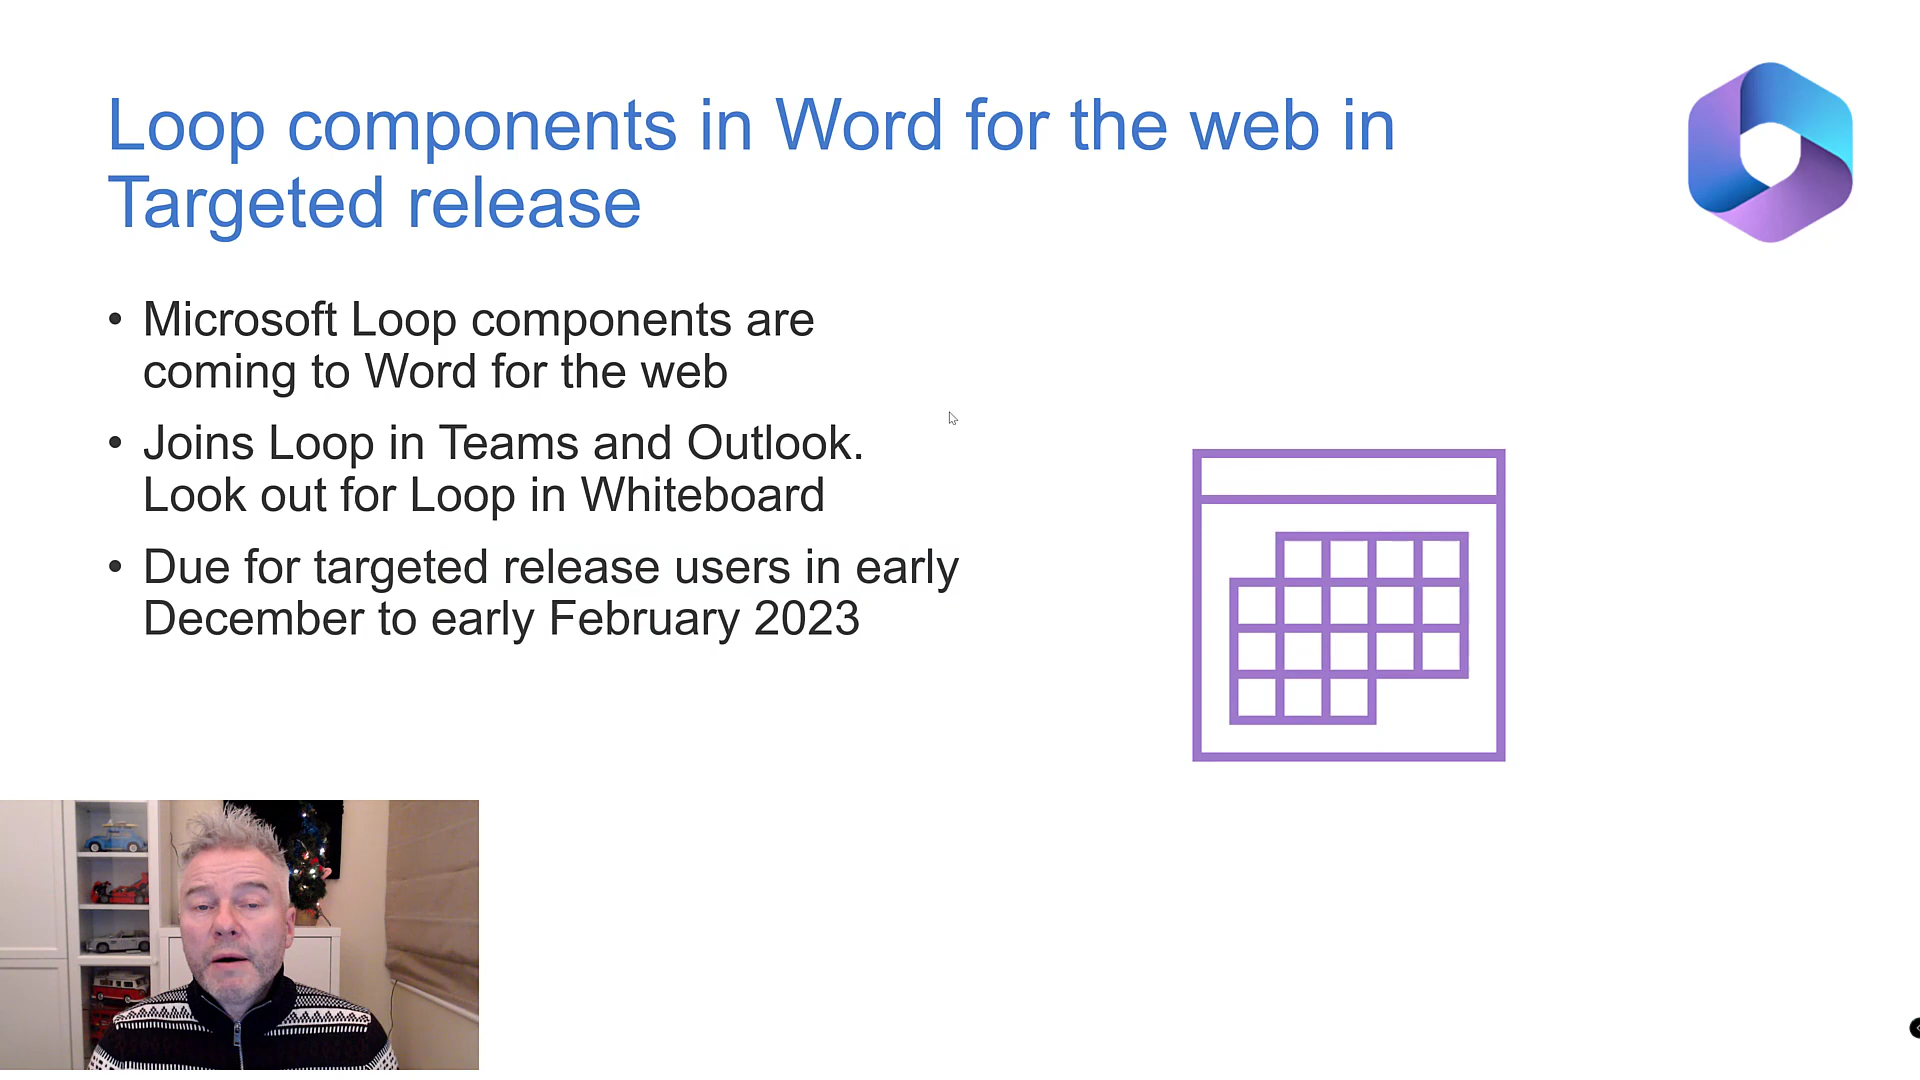 Loop components in Word for the web in
Targeted release
• Microsoft Loop components are
coming to Word for the web
• Joins Loop in Teams and Outlook.
Look out for Loop in Whiteboard
• Due for targeted release users in early
December to early February 2023